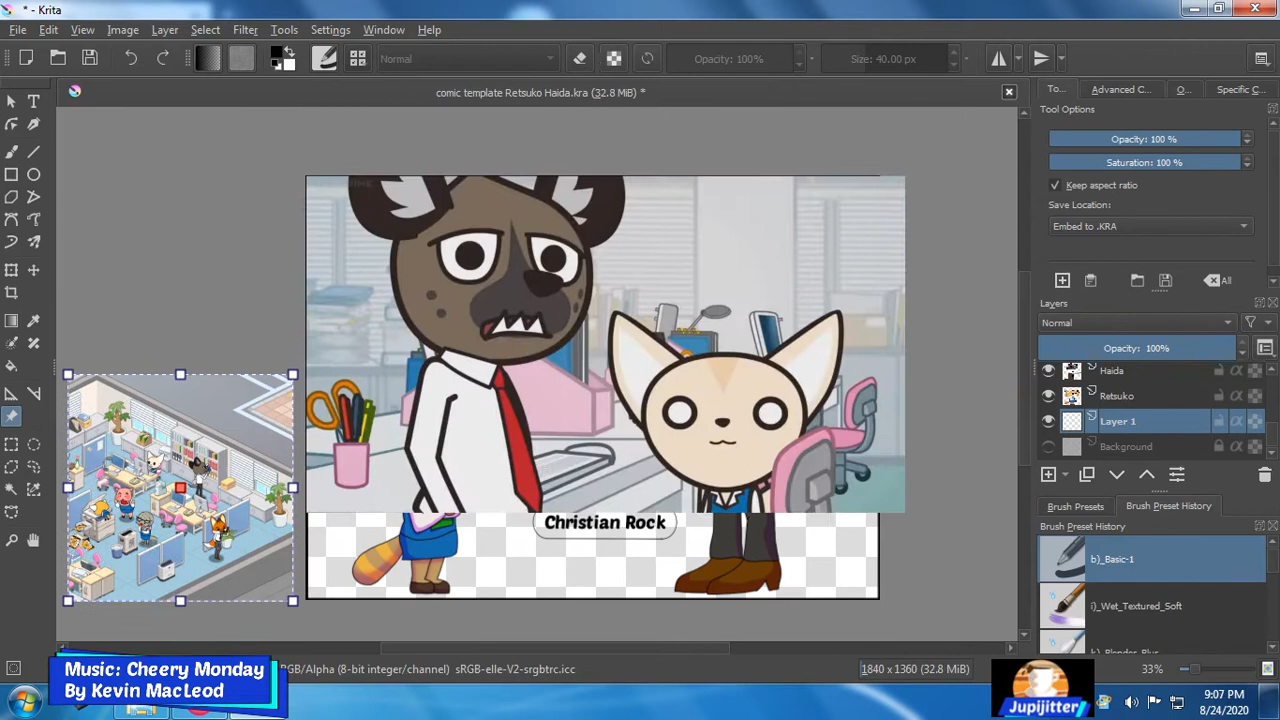 * - Krita
File Edit View Image Layer Select Filter Tools Settings Window Help
Normal Opacity: 100% Size: 40.00 px
comic template Retsuko Haida.kra (32.8 MiB) *
To... Advanced C... O... Specific C...
Tool Options
Opacity: 100 %
Saturation: 100 %
Keep aspect ratio
Save Location:
Embed to .KRA
All
Layers
Normal
Opacity: 100%
Haida
Retsuko
Layer 1
Background
Brush Presets Brush Preset History
Brush Preset History
b)_Basic-1
i)_Wet_Textured_Soft
Christian Rock
RGB/Alpha (8-bit integer/channel) sRGB-elle-V2-srgbtrc.icc 1840 x 1360 (32.8 MiB) 33%
Music: Cheery Monday
By Kevin MacLeod
Jupijitter
9:07 PM
8/24/2020